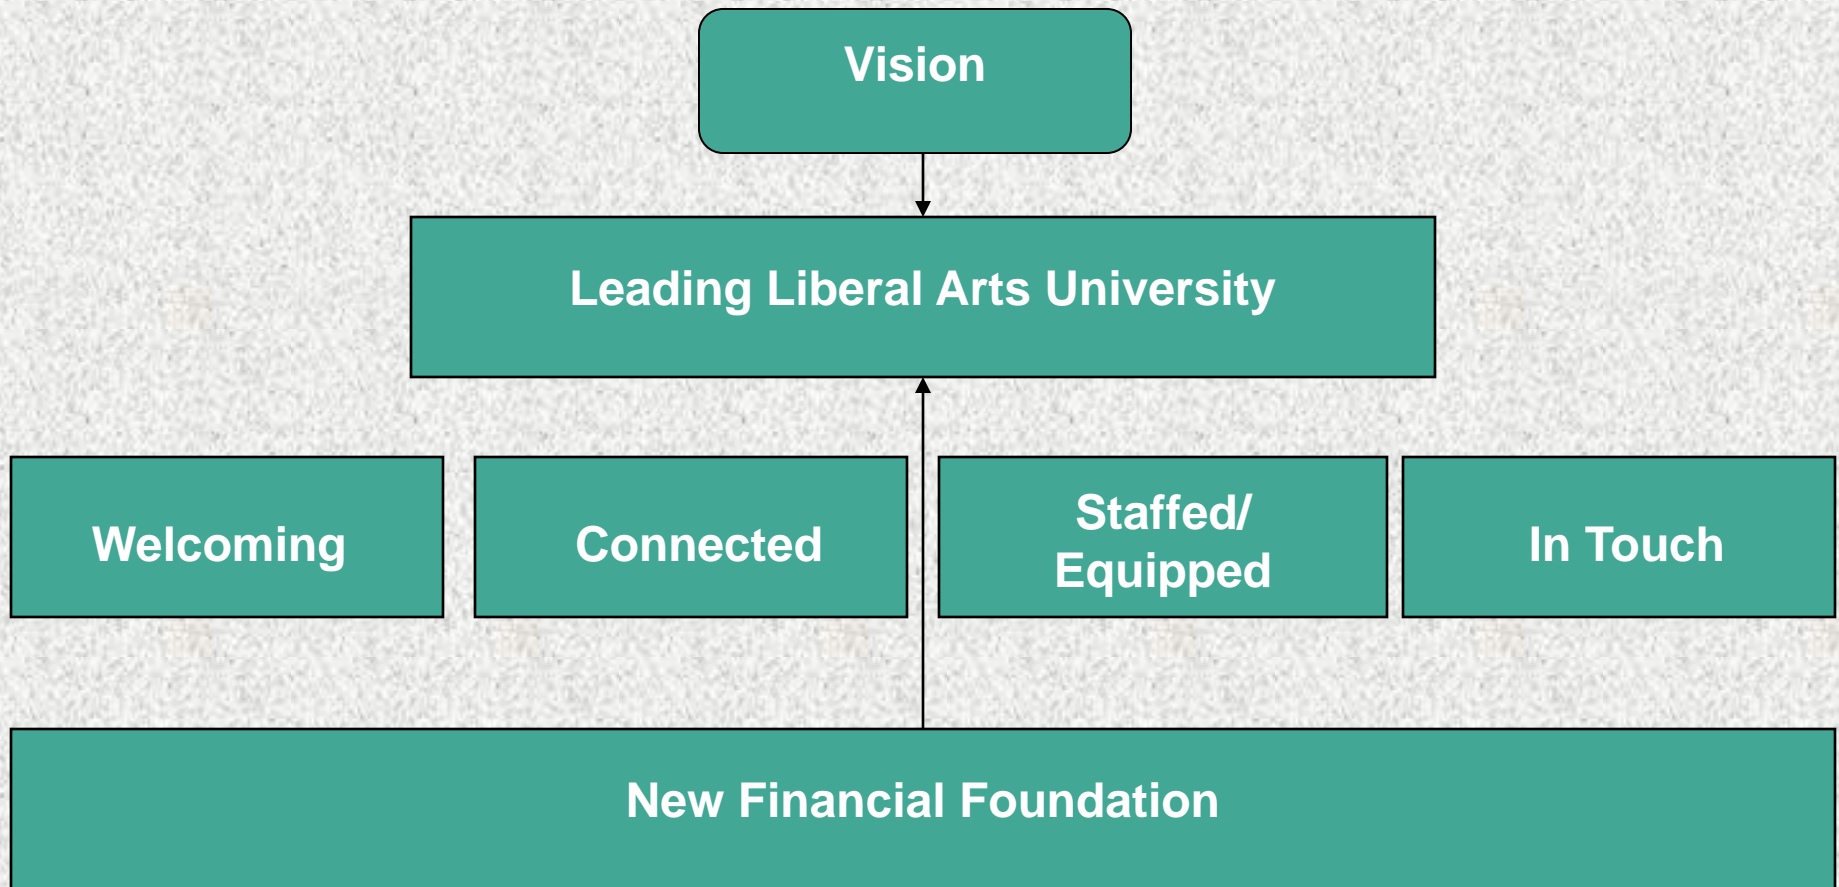 Vision
Leading Liberal Arts University
Welcoming
Connected
Staffed/
Equipped
In Touch
New Financial Foundation